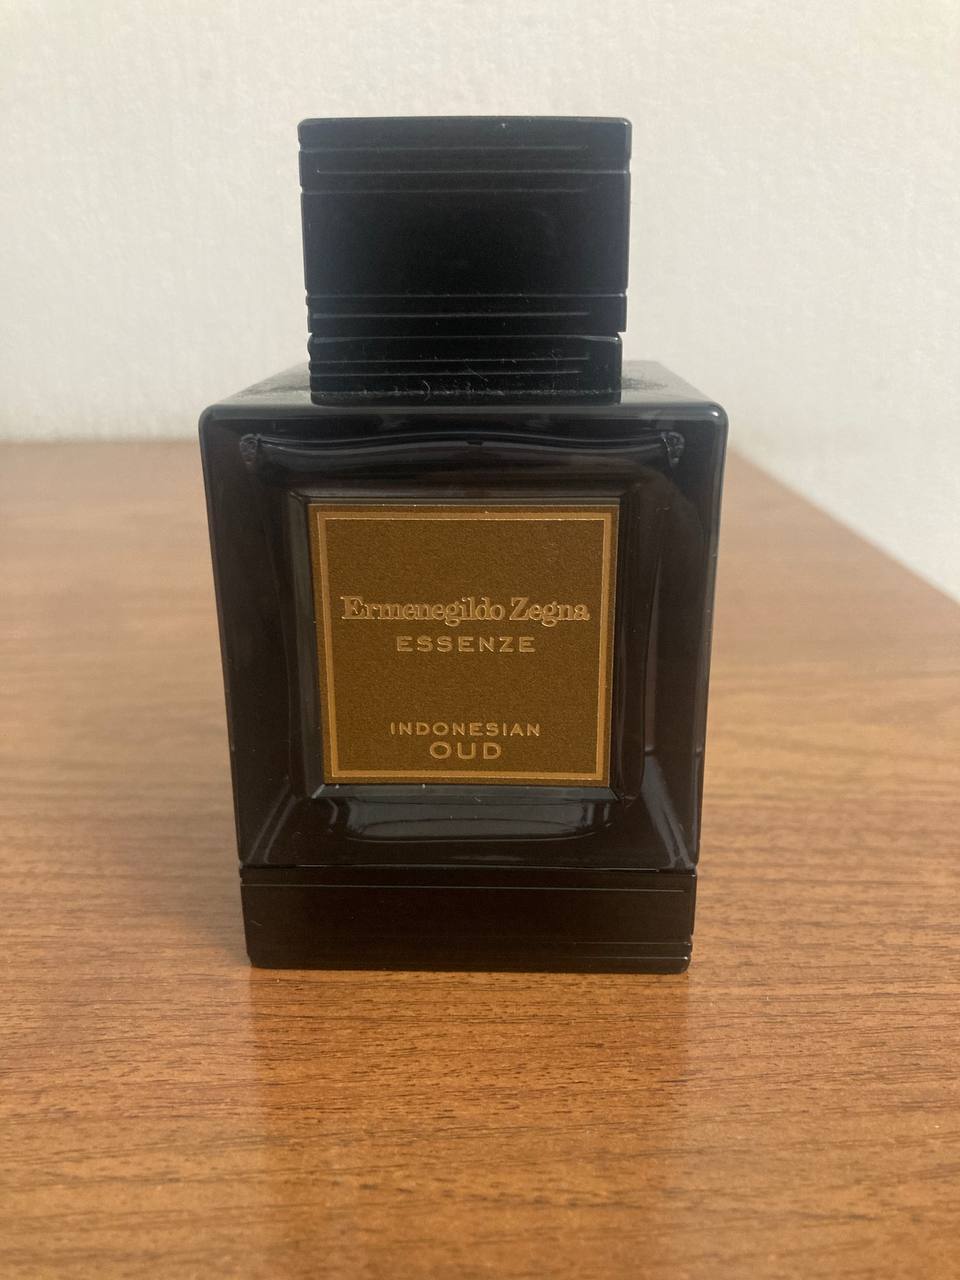 Ermenegildo Zegna
ESSENZE
INDONESIAN
OUD